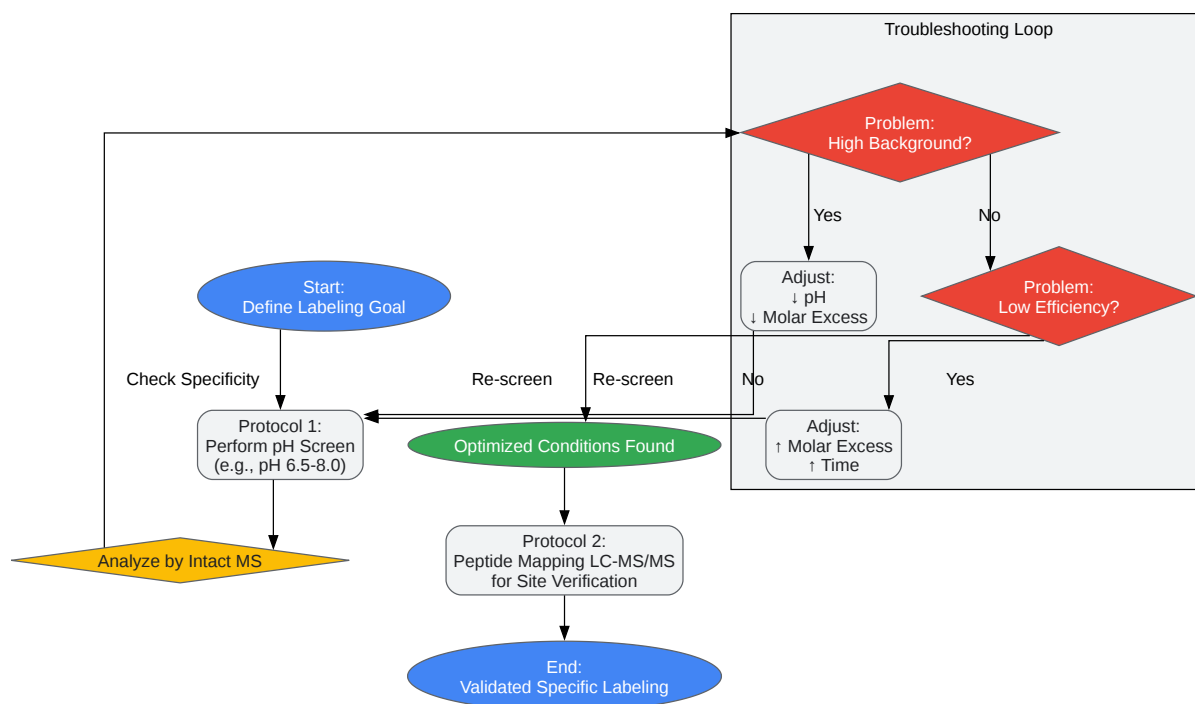 Troubleshooting Loop
Problem:
High Background?
Yes
No
Start:
Define Labeling Goal
Adjust:
↓ pH
↓ Molar Excess
Problem:
Low Efficiency?
Check Specificity
Re-screen
Re-screen
No
Yes
Protocol 1:
Perform pH Screen
(e.g., pH 6.5-8.0)
Optimized Conditions Found
Adjust:
↑ Molar Excess
↑ Time
Analyze by Intact MS
Protocol 2:
Peptide Mapping LC-MS/MS
for Site Verification
End:
Validated Specific Labeling